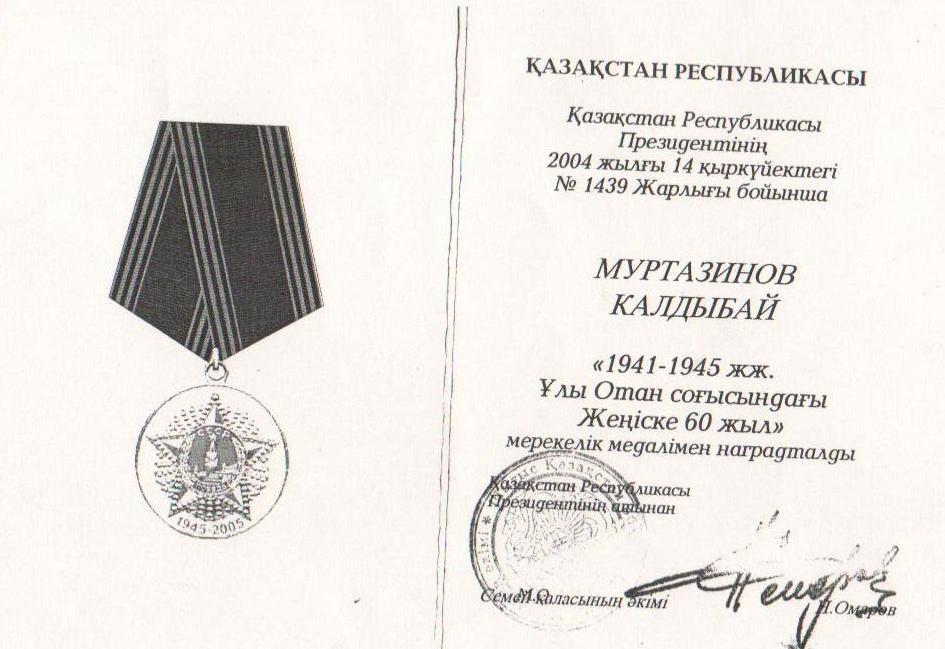 1945-2005
ҚАЗАҚСТАН РЕСПУБЛИКАСЫ
Қазақстан Республикасы
Президентінің
2004 жылғы 14 қыркүйектегі
№ 1439 Жарлығы бойынша
МУРТАЗИНОВ
КАЛДЫБАЙ
«1941-1945 жж.
Ұлы Отан соғысындағы
Жеңіске 60 жыл»
мерекелік медалімен наградталды
Қазақстан Республикасы
Президентінің атынан
М.О.
Семей қаласының әкімі
Н.Омаров